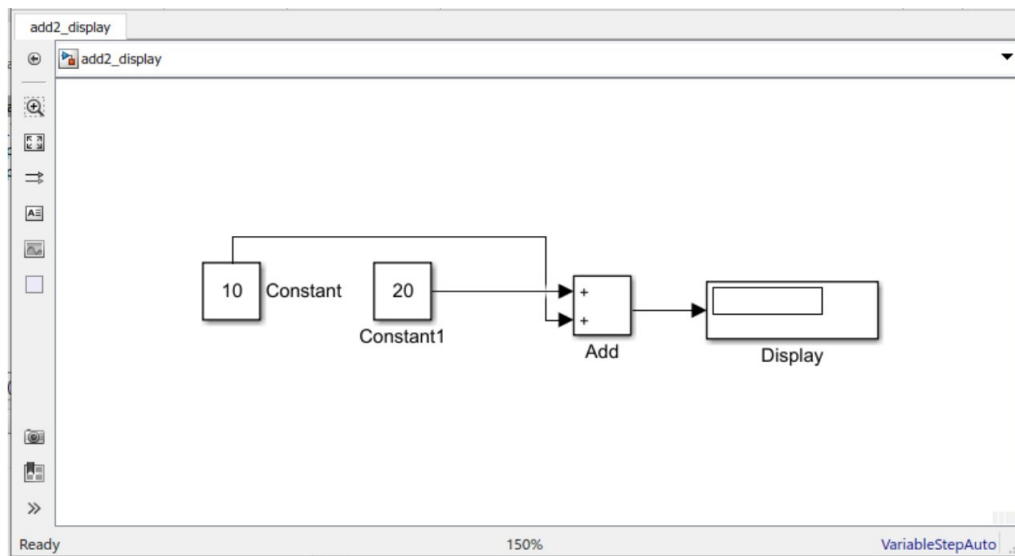 add2_display
add2_display
10 Constant
20
Constant1
+
+
Add
Display
Ready 150% VariableStepAuto